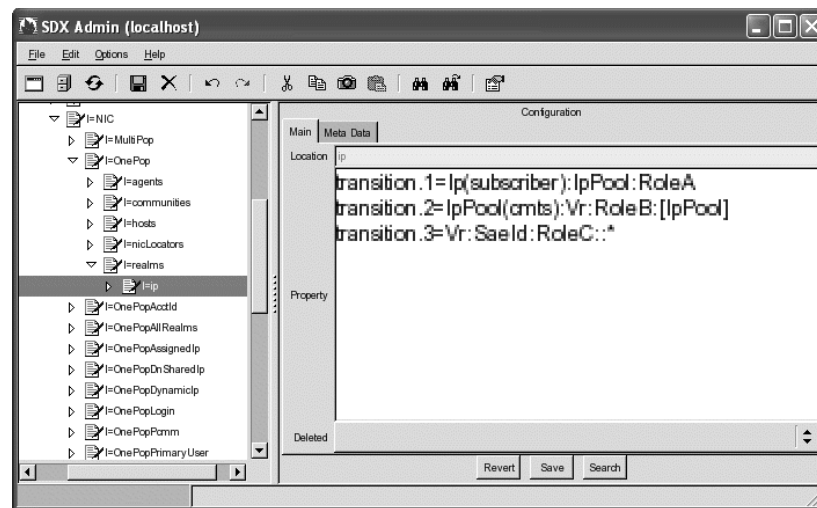 SDX Admin (localhost)
File Edit Options Help
l=NIC
l=MultiPop
l=OnePop
l=agents
l=communities
l=hosts
l=nicLocators
l=realms
l=ip
l=OnePopAcctId
l=OnePopAllRealms
l=OnePopAssignedIp
l=OnePopDnSharedIp
l=OnePopDynamicIp
l=OnePopLogin
l=OnePopPcmm
l=OnePopPrimaryUser
Configuration
Main Meta Data
Location ip
transition.1=Ip(subscriber):IpPool:RoleA
transition.2=IpPool(cmts):Vr:RoleB:[IpPool]
transition.3=Vr:SaeId:RoleC::*
Property
Deleted
Revert Save Search